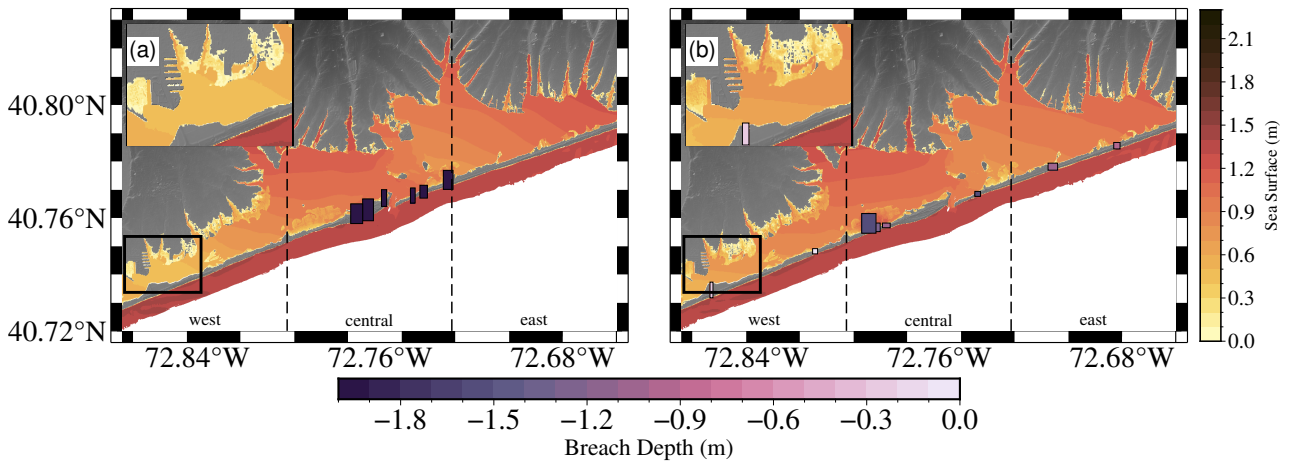 (a)
(b)
40.80°N
40.76°N
40.72°N
west
central
east
west
central
east
72.84°W
72.76°W
72.68°W
72.84°W
72.76°W
72.68°W
2.1
1.8
1.5
1.2
0.9
0.6
0.3
0.0
Sea Surface (m)
−1.8
−1.5
−1.2
−0.9
−0.6
−0.3
0.0
Breach Depth (m)